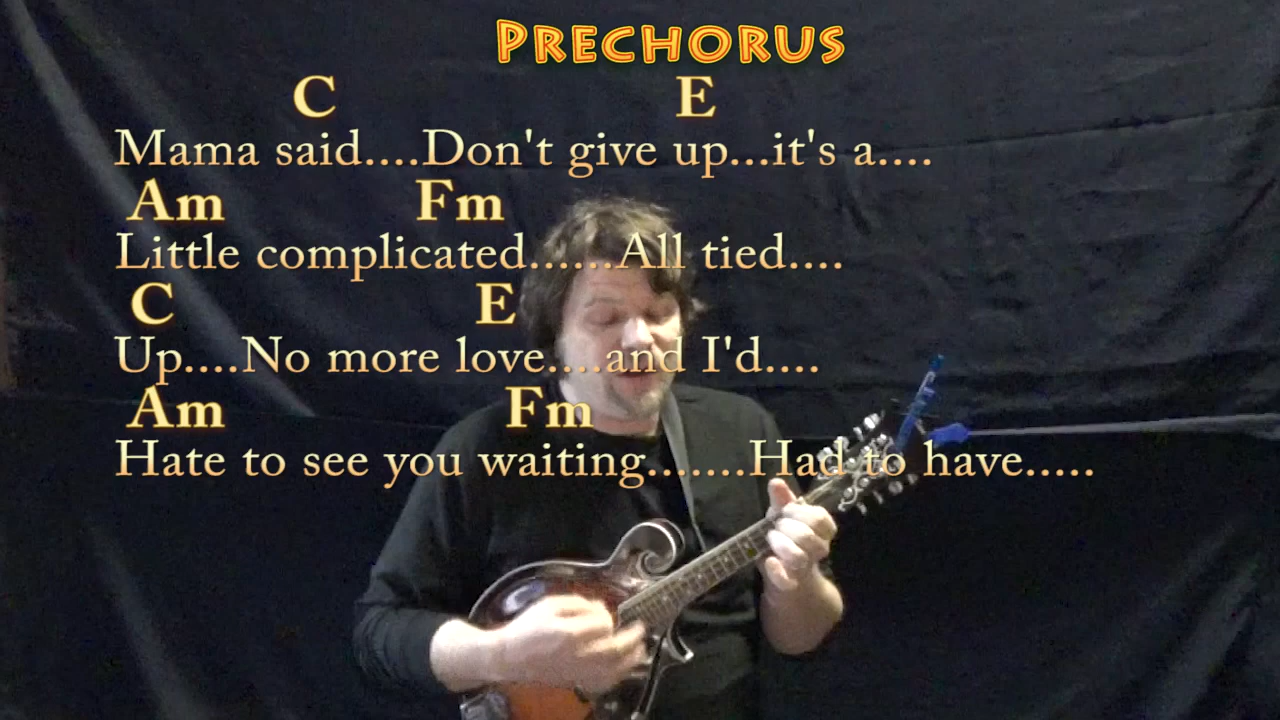 PRECHORUS
C E
Mama said....Don't give up...it's a....
Am Fm
Little complicated......All tied....
C E
Up....No more love....and I'd....
Am Fm
Hate to see you waiting.......Had to have.....